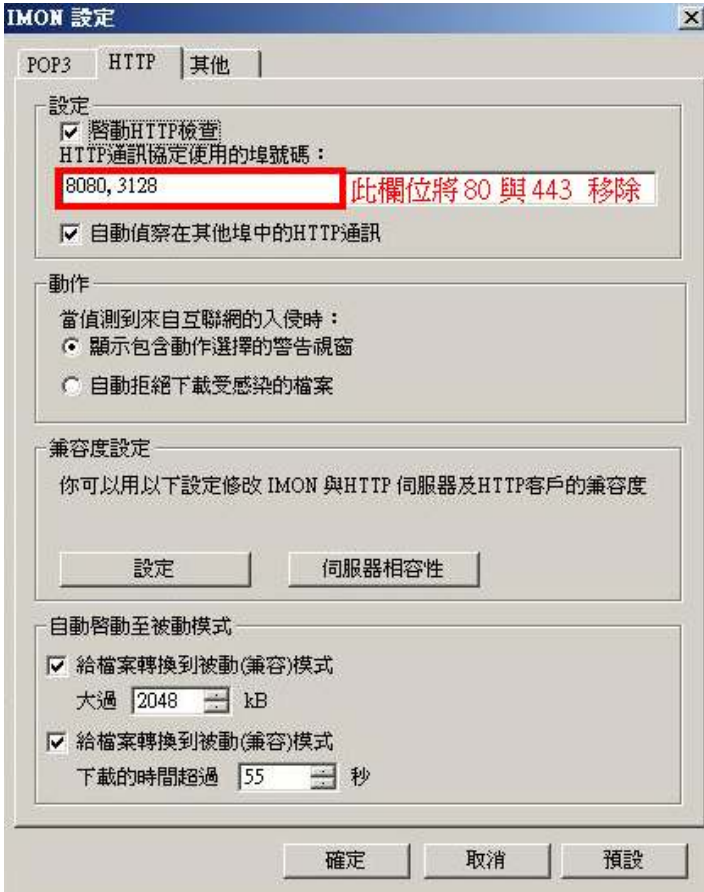 IMON 設定
POP3 HTTP 其他
設定
啓動HTTP檢查
HTTP通訊協定使用的埠號碼：
8080, 3128 此欄位將 80 與 443 移除
自動偵察在其他埠中的HTTP通訊
動作
當偵測到來自互聯網的入侵時：
顯示包含動作選擇的警告視窗
自動拒絕下載受感染的檔案
兼容度設定
你可以用以下設定修改 IMON 與HTTP 伺服器及HTTP客戶的兼容度
設定 伺服器相容性
自動啓動至被動模式
給檔案轉換到被動(兼容)模式
大過 2048 kB
給檔案轉換到被動(兼容)模式
下載的時間超過 55 秒
確定 取消 預設